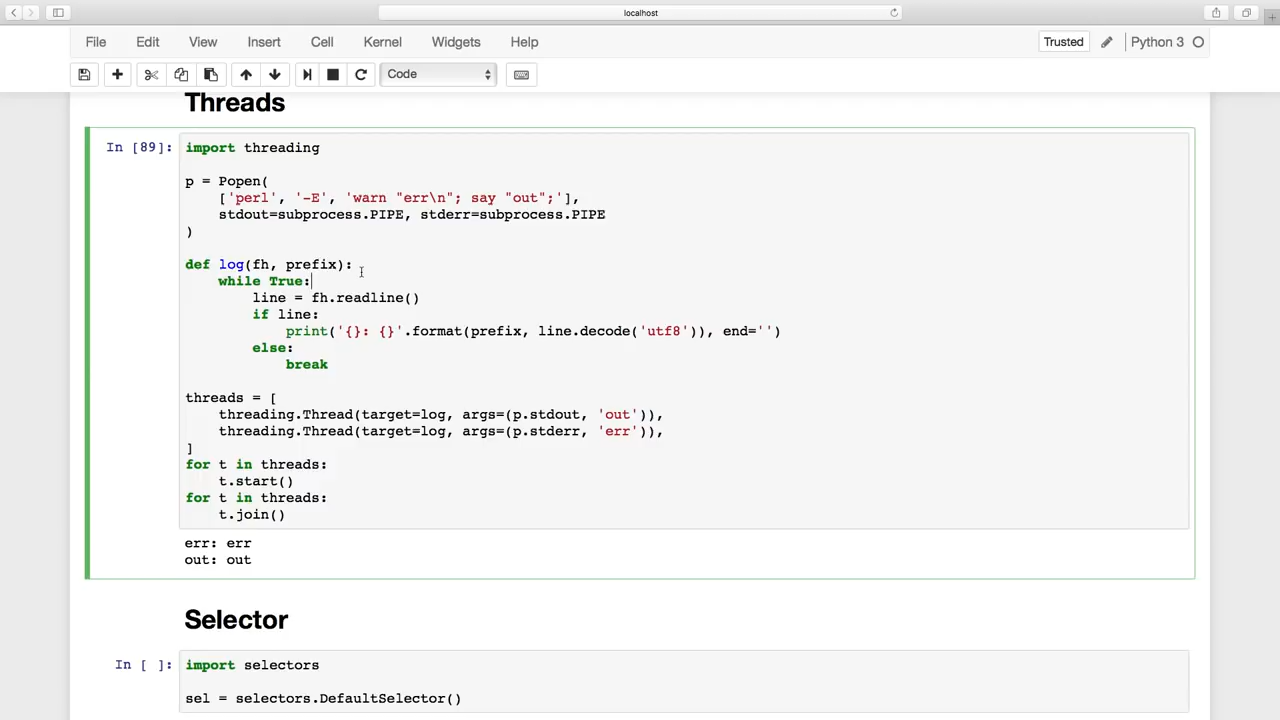 localhost
File Edit View Insert Cell Kernel Widgets Help Trusted Python 3
Code
Threads
In [89]:
import threading
p = Popen(
    ['perl', '-E', 'warn "err\n"; say "out";'],
    stdout=subprocess.PIPE, stderr=subprocess.PIPE
)
def log(fh, prefix):
    while True:
        line = fh.readline()
        if line:
            print('{}: {}'.format(prefix, line.decode('utf8')), end='')
        else:
            break
threads = [
    threading.Thread(target=log, args=(p.stdout, 'out')),
    threading.Thread(target=log, args=(p.stderr, 'err')),
]
for t in threads:
    t.start()
for t in threads:
    t.join()
err: err
out: out
Selector
In [ ]:
import selectors
sel = selectors.DefaultSelector()